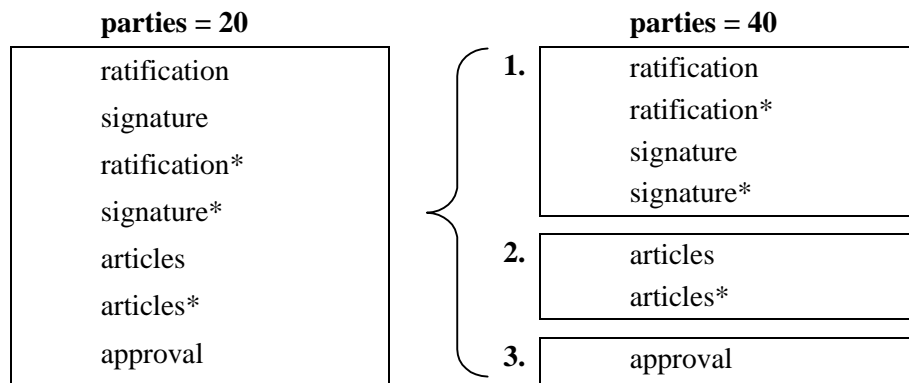 parties = 20
ratification
signature
ratification*
signature*
articles
articles*
approval
parties = 40
1.
ratification
ratification*
signature
signature*
2.
articles
articles*
3.
approval